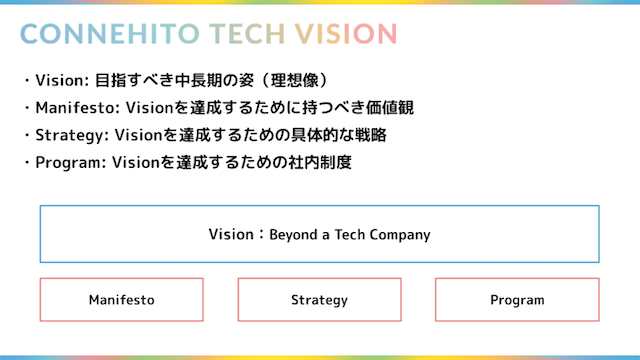 CONNEHITO TECH VISION
・Vision: 目指すべき中長期の姿（理想像）
・Manifesto: Visionを達成するために持つべき価値観
・Strategy: Visionを達成するための具体的な戦略
・Program: Visionを達成するための社内制度
Vision：Beyond a Tech Company
Manifesto
Strategy
Program